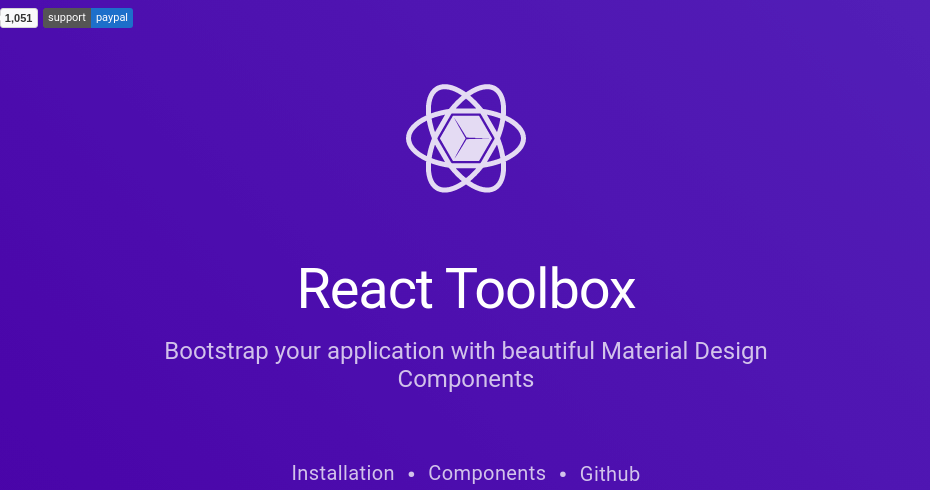 1,051 support paypal
React Toolbox
Bootstrap your application with beautiful Material Design
Components
Installation • Components • Github